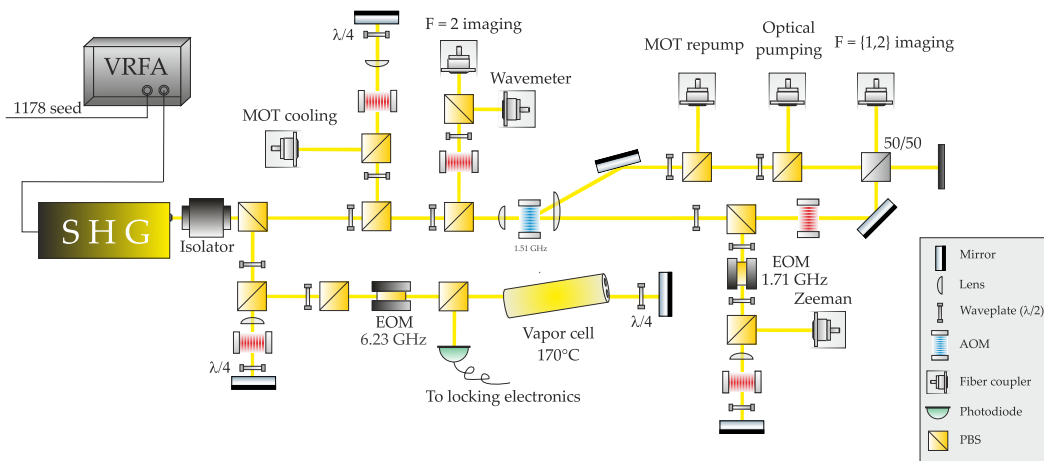 VRFA
1178 seed
SHG
Isolator
MOT cooling
λ/4
F = 2 imaging
Wavemeter
1.51 GHz
MOT repump
Optical
pumping
F = {1,2} imaging
50/50
EOM
1.71 GHz
Zeeman
λ/4
EOM
6.23 GHz
Vapor cell
170°C
λ/4
To locking electronics
Mirror
Lens
Waveplate (λ/2)
AOM
Fiber coupler
Photodiode
PBS